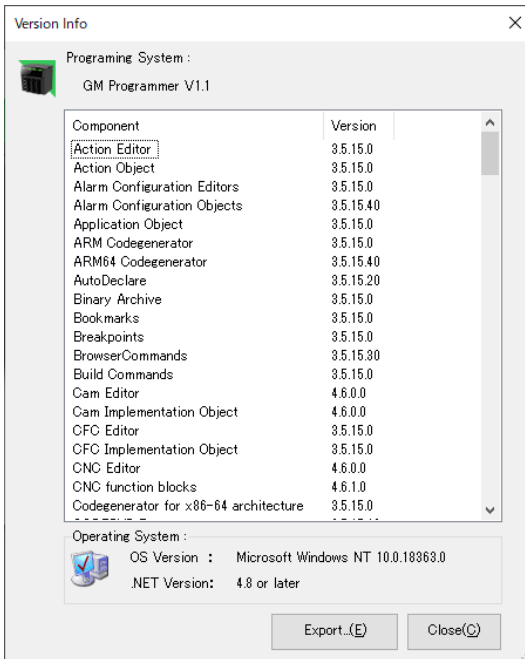 Version Info
Programing System :
GM Programmer V1.1
Component Version
Action Editor 3.5.15.0
Action Object 3.5.15.0
Alarm Configuration Editors 3.5.15.0
Alarm Configuration Objects 3.5.15.40
Application Object 3.5.15.0
ARM Codegenerator 3.5.15.0
ARM64 Codegenerator 3.5.15.40
AutoDeclare 3.5.15.20
Binary Archive 3.5.15.0
Bookmarks 3.5.15.0
Breakpoints 3.5.15.0
BrowserCommands 3.5.15.30
Build Commands 3.5.15.0
Cam Editor 4.6.0.0
Cam Implementation Object 4.6.0.0
CFC Editor 3.5.15.0
CFC Implementation Object 3.5.15.0
CNC Editor 4.6.0.0
CNC function blocks 4.6.1.0
Codegenerator for x86-64 architecture 3.5.15.0
Operating System :
OS Version : Microsoft Windows NT 10.0.18363.0
.NET Version: 4.8 or later
Export...(E) Close(C)